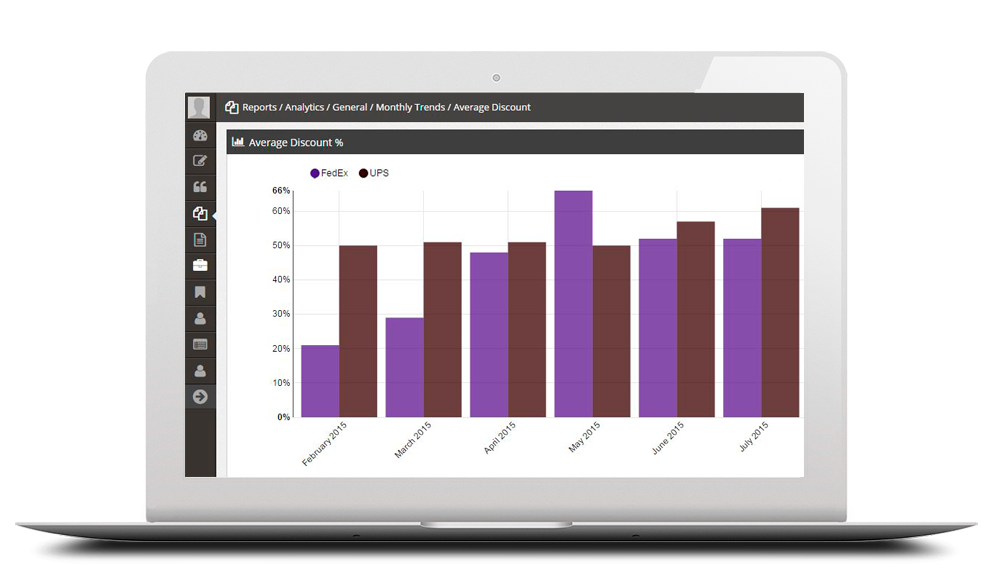 Reports / Analytics / General / Monthly Trends / Average Discount
Average Discount %
FedEx UPS
66%
60%
50%
40%
30%
20%
10%
0%
February 2015 March 2015 April 2015 May 2015 June 2015 July 2015